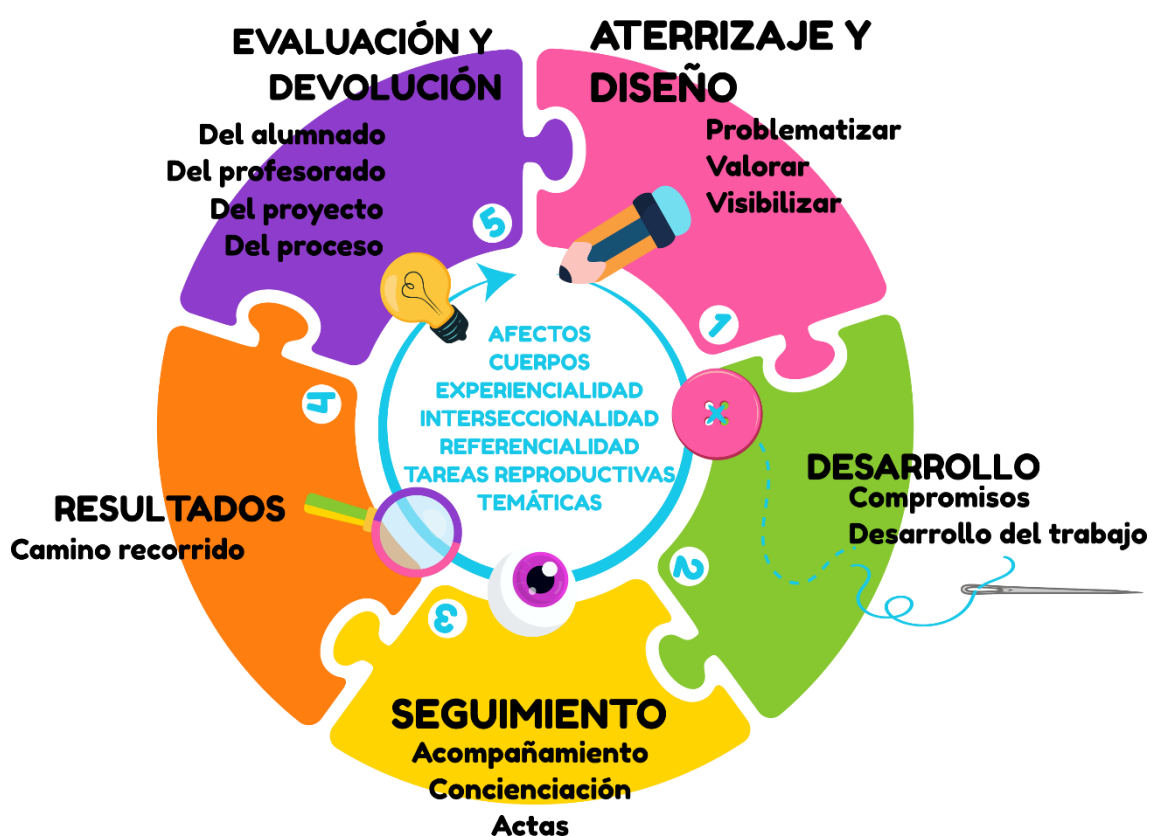 ATERRIZAJE Y
DISEÑO
Problematizar
Valorar
Visibilizar
1
DESARROLLO
Compromisos
Desarrollo del trabajo
2
SEGUIMIENTO
Acompañamiento
Concienciación
Actas
3
RESULTADOS
Camino recorrido
4
EVALUACIÓN Y
DEVOLUCIÓN
Del alumnado
Del profesorado
Del proyecto
Del proceso
5
AFECTOS
CUERPOS
EXPERIENCIALIDAD
INTERSECCIONALIDAD
REFERENCIALIDAD
TAREAS REPRODUCTIVAS
TEMÁTICAS